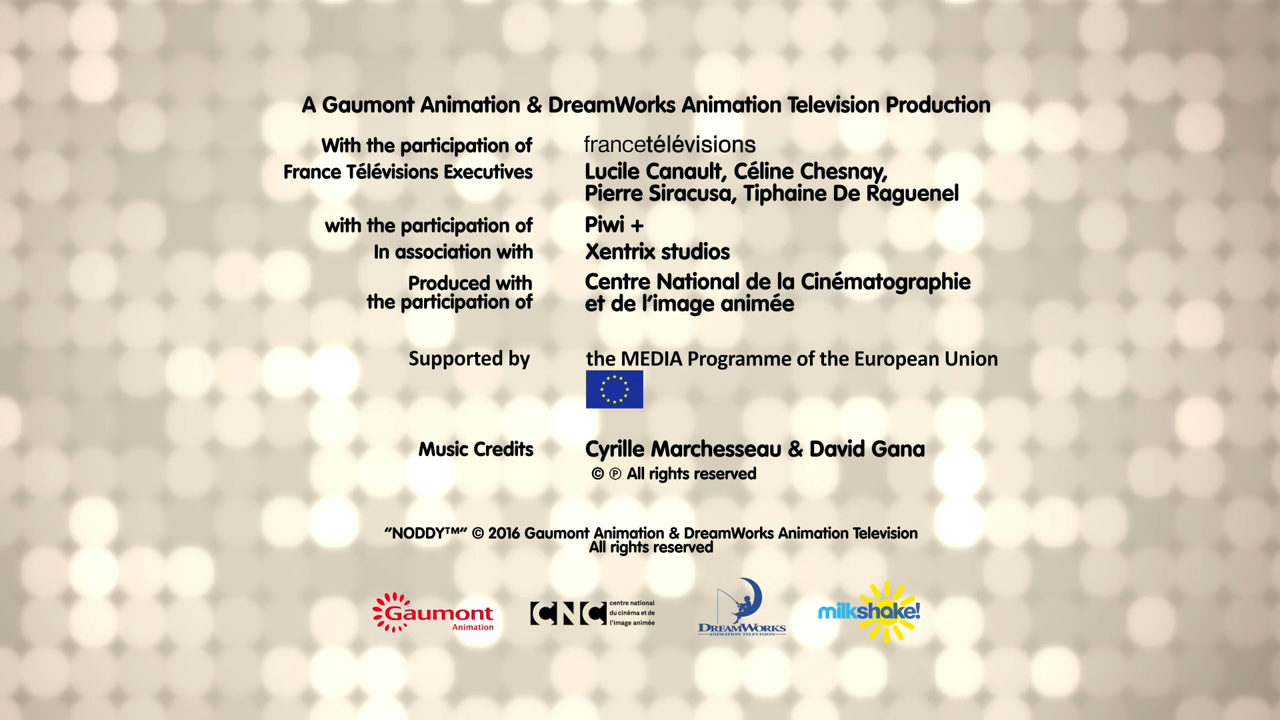 A Gaumont Animation & DreamWorks Animation Television Production
With the participation of francetélévisions
France Télévisions Executives Lucile Canault, Céline Chesnay,
Pierre Siracusa, Tiphaine De Raguenel
with the participation of Piwi +
In association with Xentrix studios
Produced with
the participation of
Centre National de la Cinématographie
et de l'image animée
Supported by the MEDIA Programme of the European Union
Music Credits Cyrille Marchesseau & David Gana
© ℗ All rights reserved
“NODDY™” © 2016 Gaumont Animation & DreamWorks Animation Television
All rights reserved
Gaumont
Animation
CNC
centre national
du cinéma et de
l'image animée
DREAMWORKS
ANIMATION TELEVISION
milkshake!